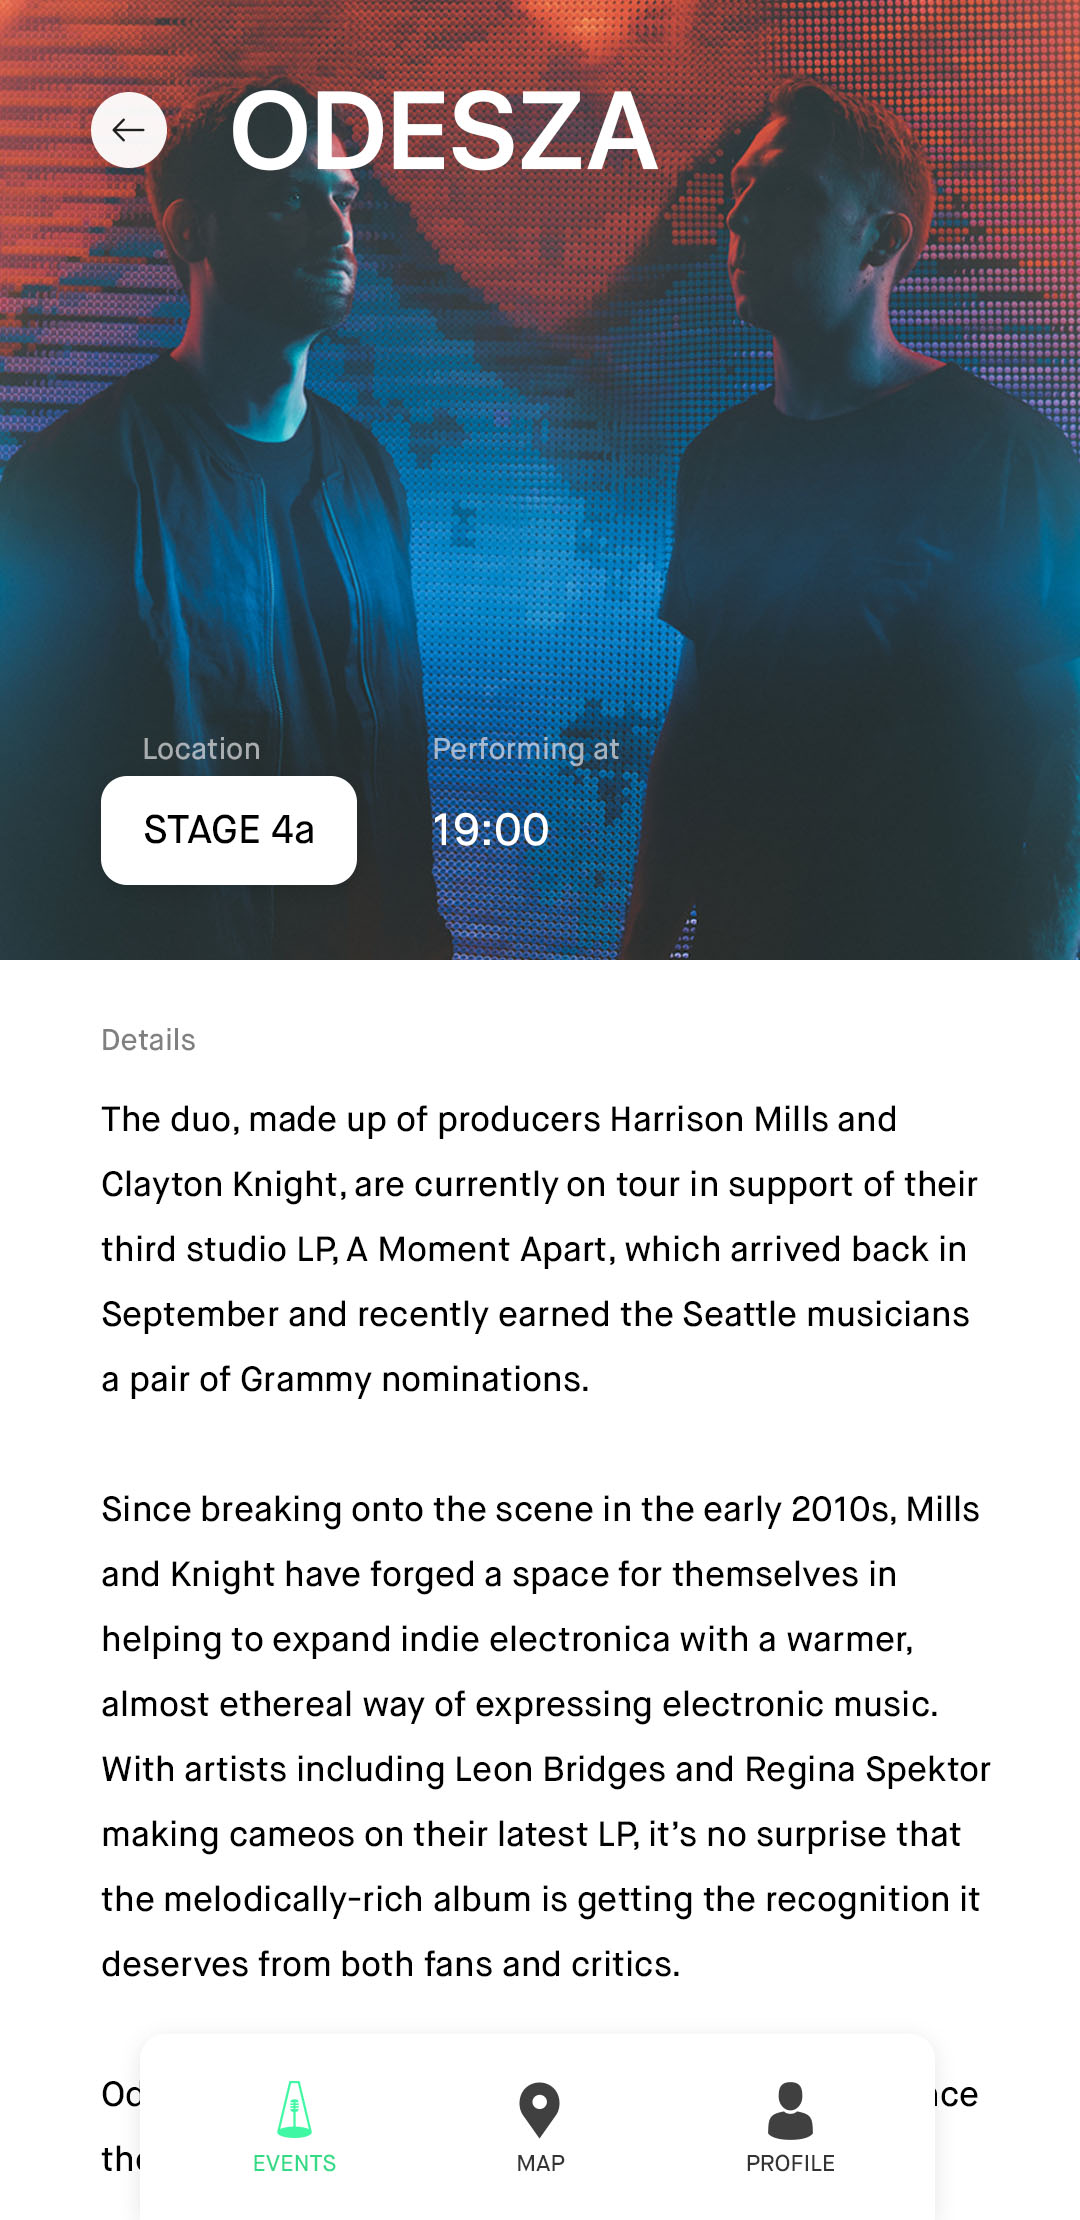 ODESZA
Location
Performing at
STAGE 4a
19:00
Details
The duo, made up of producers Harrison Mills and
Clayton Knight, are currently on tour in support of their
third studio LP, A Moment Apart, which arrived back in
September and recently earned the Seattle musicians
a pair of Grammy nominations.
Since breaking onto the scene in the early 2010s, Mills
and Knight have forged a space for themselves in
helping to expand indie electronica with a warmer,
almost ethereal way of expressing electronic music.
With artists including Leon Bridges and Regina Spektor
making cameos on their latest LP, it’s no surprise that
the melodically-rich album is getting the recognition it
deserves from both fans and critics.
EVENTS
MAP
PROFILE